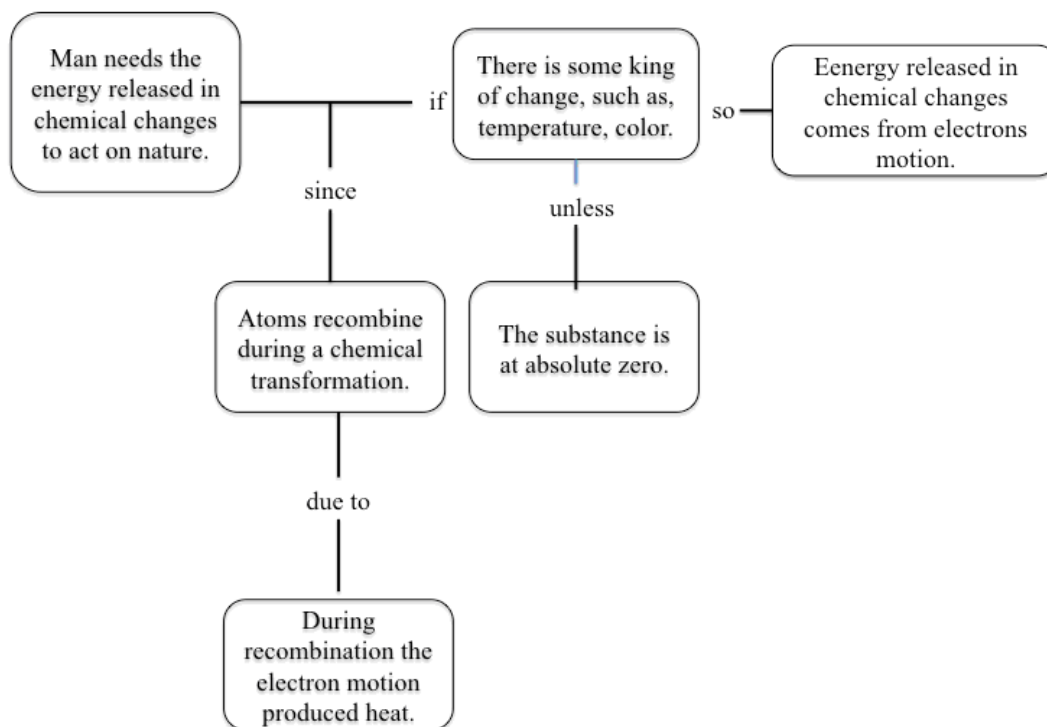 Man needs the
energy released in
chemical changes
to act on nature.
if
There is some king
of change, such as,
temperature, color.
so
Eenergy released in
chemical changes
comes from electrons
motion.
since
unless
Atoms recombine
during a chemical
transformation.
The substance is
at absolute zero.
due to
During
recombination the
electron motion
produced heat.